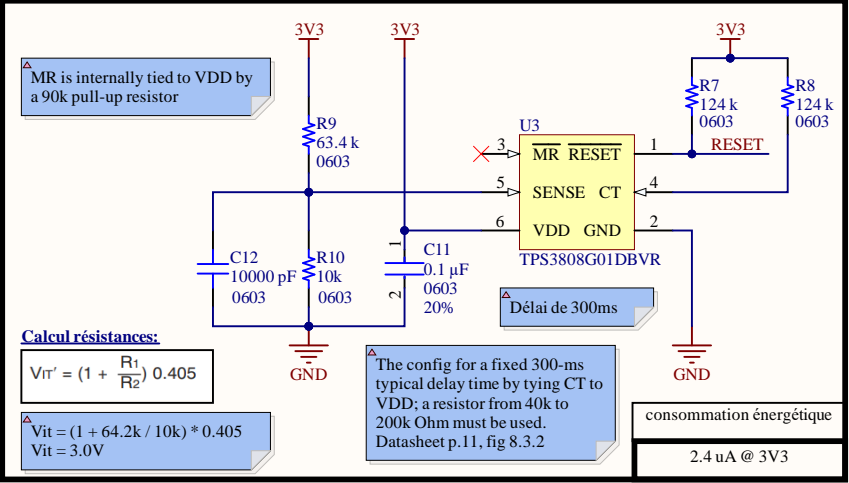 3V3
3V3
3V3
MR is internally tied to VDD by
a 90k pull-up resistor
R9
63.4 k
0603
R7
124 k
0603
R8
124 k
0603
U3
3
MR
RESET
1
RESET
5
SENSE
CT
4
6
VDD
GND
2
TPS3808G01DBVR
C12
10000 pF
0603
R10
10k
0603
1
C11
0.1 µF
0603
20%
2
Délai de 300ms
GND
GND
Calcul résistances:
VIT' = (1 + R1/R2) 0.405
Vit = (1 + 64.2k / 10k) * 0.405
Vit = 3.0V
The config for a fixed 300-ms
typical delay time by tying CT to
VDD; a resistor from 40k to
200k Ohm must be used.
Datasheet p.11, fig 8.3.2
consommation énergétique
2.4 uA @ 3V3